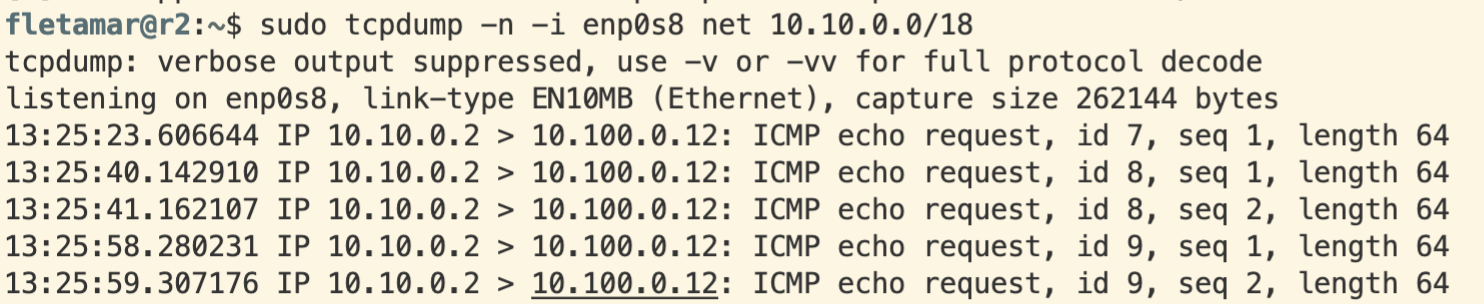 fletamar@r2:~$ sudo tcpdump -n -i enp0s8 net 10.10.0.0/18
tcpdump: verbose output suppressed, use -v or -vv for full protocol decode
listening on enp0s8, link-type EN10MB (Ethernet), capture size 262144 bytes
13:25:23.606644 IP 10.10.0.2 > 10.100.0.12: ICMP echo request, id 7, seq 1, length 64
13:25:40.142910 IP 10.10.0.2 > 10.100.0.12: ICMP echo request, id 8, seq 1, length 64
13:25:41.162107 IP 10.10.0.2 > 10.100.0.12: ICMP echo request, id 8, seq 2, length 64
13:25:58.280231 IP 10.10.0.2 > 10.100.0.12: ICMP echo request, id 9, seq 1, length 64
13:25:59.307176 IP 10.10.0.2 > 10.100.0.12: ICMP echo request, id 9, seq 2, length 64